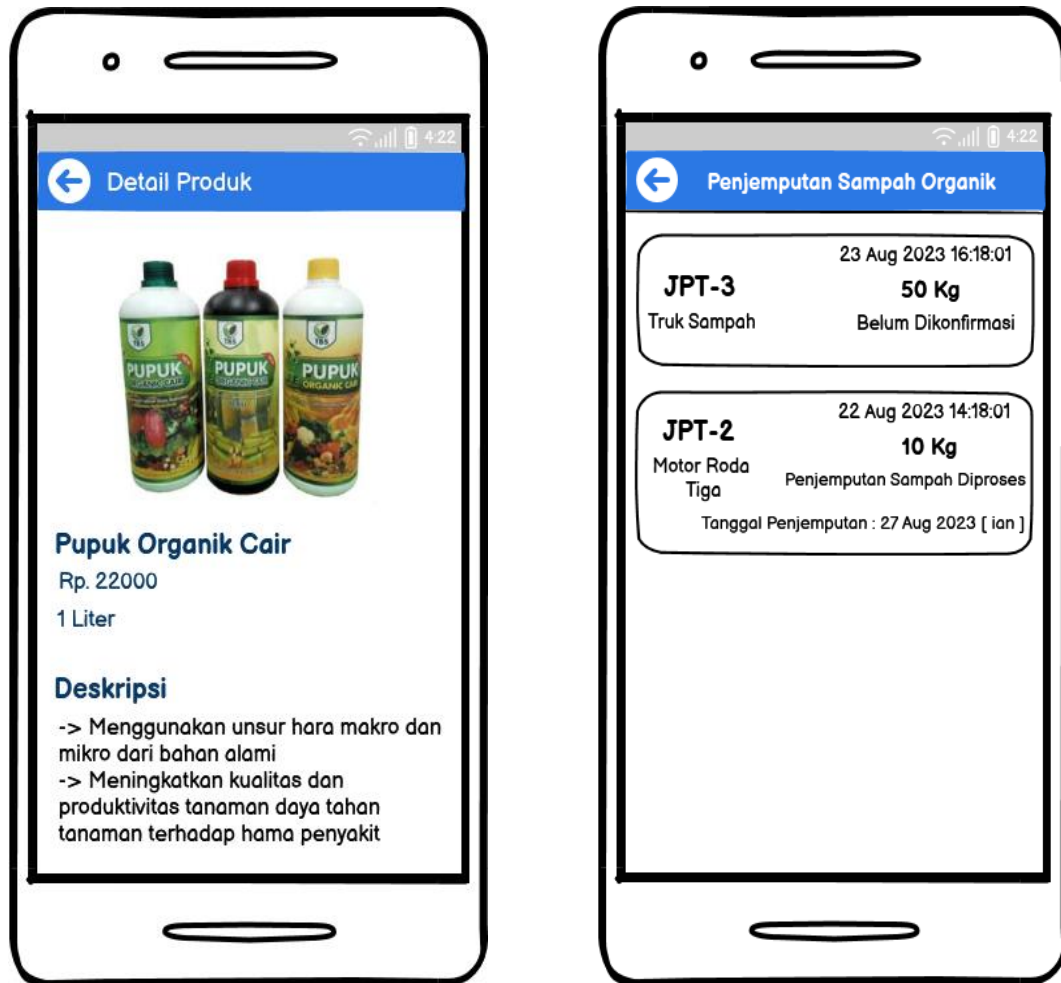 4:22
Detail Produk
TBS
TBS
TBS
PUPUK
ORGANIC CAIR
PUPUK
ORGANIC CAIR
PUPUK
ORGANIC CAIR
Pupuk Organik Cair
Rp. 22000
1 Liter
Deskripsi
-> Menggunakan unsur hara makro dan
mikro dari bahan alami
-> Meningkatkan kualitas dan
produktivitas tanaman daya tahan
tanaman terhadap hama penyakit
4:22
Penjemputan Sampah Organik
23 Aug 2023 16:18:01
JPT-3
50 Kg
Truk Sampah
Belum Dikonfirmasi
22 Aug 2023 14:18:01
JPT-2
10 Kg
Motor Roda
Tiga
Penjemputan Sampah Diproses
Tanggal Penjemputan : 27 Aug 2023 [ ian ]